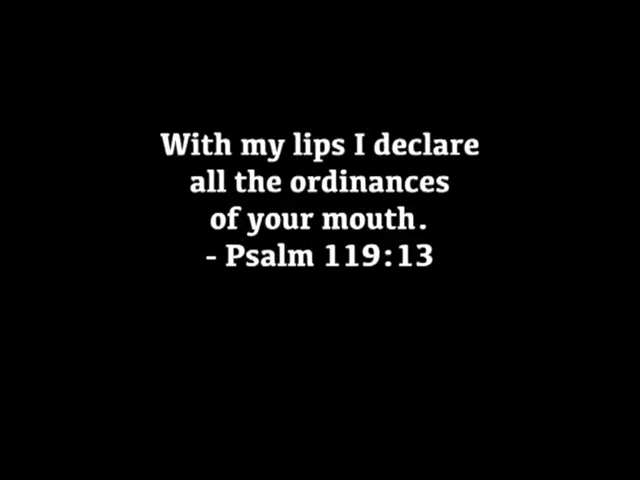 With my lips I declare
all the ordinances
of your mouth.
- Psalm 119:13